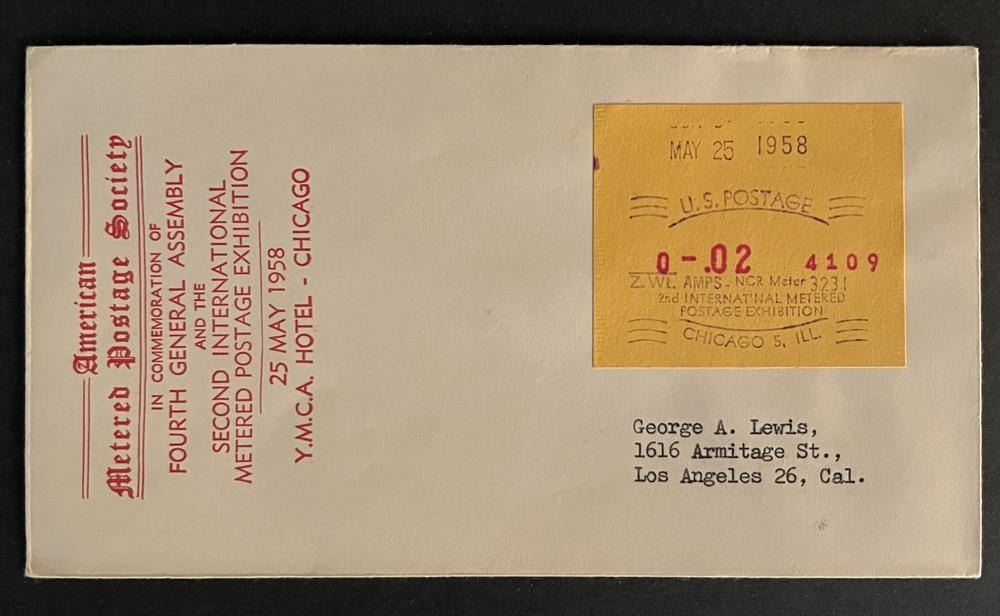 American
Metered Postage Society
IN COMMEMORATION OF
FOURTH GENERAL ASSEMBLY
AND THE
SECOND INTERNATIONAL
METERED POSTAGE EXHIBITION
25 MAY 1958
Y.M.C.A. HOTEL - CHICAGO
MAY 25 1958
U.S. POSTAGE
0-.02 4109
AMPS - NCR Meter 3231
2nd INTERNATINAL METERED
POSTAGE EXHIBITION
CHICAGO 5, ILL.
George A. Lewis,
1616 Armitage St.,
Los Angeles 26, Cal.